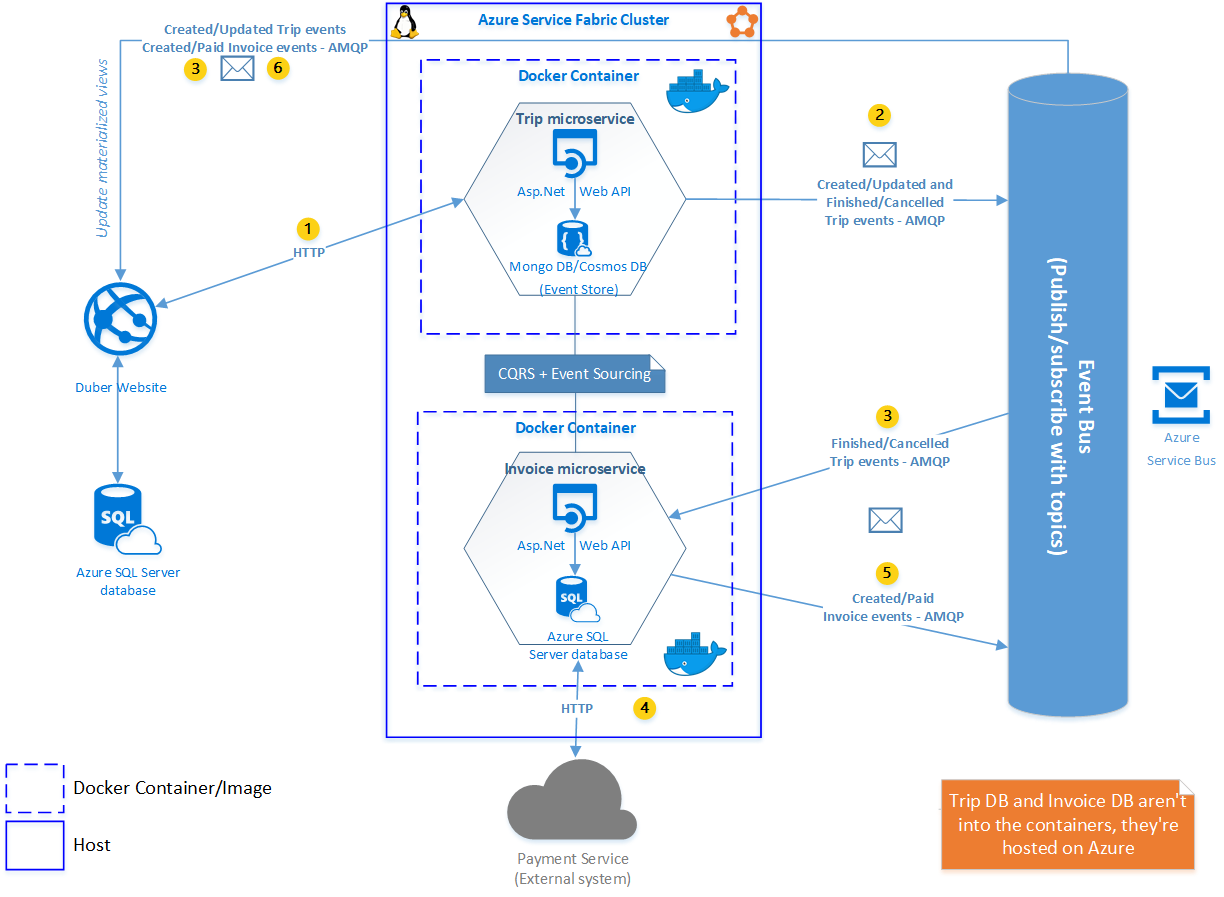 Azure Service Fabric Cluster
Created/Updated Trip events
Created/Paid Invoice events - AMQP
3
6
Update materialized views
Docker Container
Trip microservice
Asp.Net Web API
Mongo DB/Cosmos DB
(Event Store)
1
HTTP
2
Created/Updated and
Finished/Cancelled
Trip events - AMQP
Duber Website
SQL
Azure SQL Server
database
CQRS + Event Sourcing
Docker Container
Invoice microservice
Asp.Net Web API
SQL
Azure SQL
Server database
3
Finished/Cancelled
Trip events - AMQP
5
Created/Paid
Invoice events - AMQP
Event Bus
(Publish/subscribe with topics)
Azure
Service Bus
HTTP
4
Payment Service
(External system)
Docker Container/Image
Host
Trip DB and Invoice DB aren't
into the containers, they're
hosted on Azure